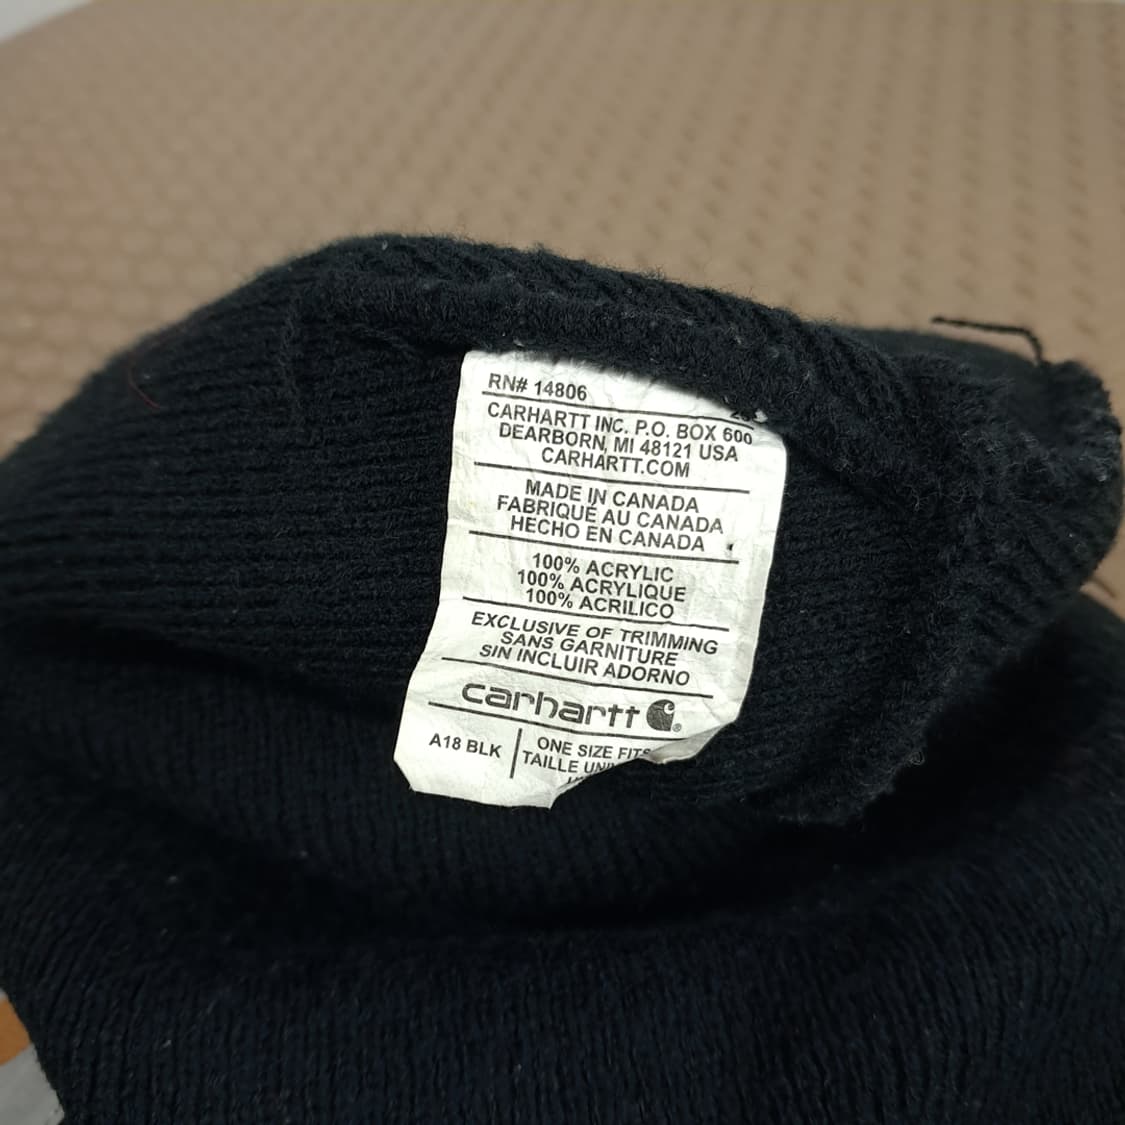 RN# 14806
CARHARTT INC. P.O. BOX 600
DEARBORN, MI 48121 USA
CARHARTT.COM
MADE IN CANADA
FABRIQUÉ AU CANADA
HECHO EN CANADA
100% ACRYLIC
100% ACRYLIQUE
100% ACRILICO
EXCLUSIVE OF TRIMMING
SANS GARNITURE
SIN INCLUIR ADORNO
carhartt
A18 BLK
ONE SIZE FITS
TAILLE